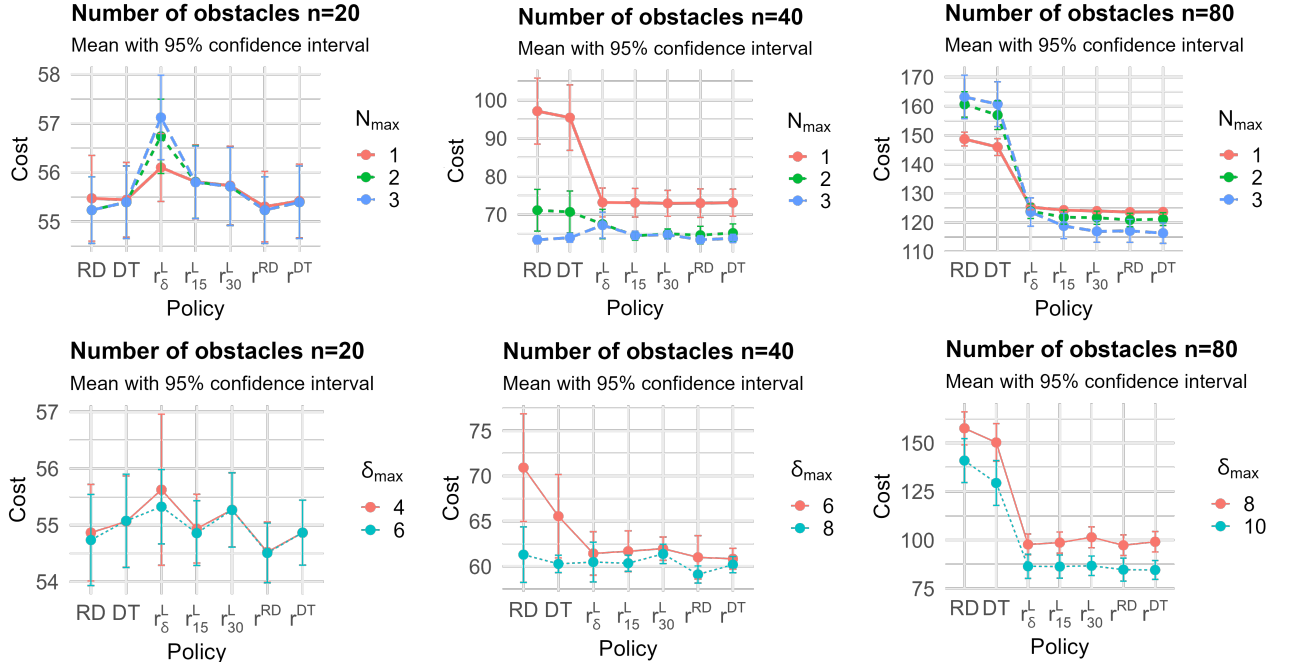 Number of obstacles n=20
Mean with 95% confidence interval
58
57
56
55
Cost
RD DT r^L_δ r^L_15 r^L_30 r^RD r^DT
Policy
N_max
1
2
3
Number of obstacles n=40
Mean with 95% confidence interval
100
90
80
70
Cost
RD DT r^L_δ r^L_15 r^L_30 r^RD r^DT
Policy
N_max
1
2
3
Number of obstacles n=80
Mean with 95% confidence interval
170
160
150
140
130
120
110
Cost
RD DT r^L_δ r^L_15 r^L_30 r^RD r^DT
Policy
N_max
1
2
3
Number of obstacles n=20
Mean with 95% confidence interval
57
56
55
54
Cost
RD DT r^L_δ r^L_15 r^L_30 r^RD r^DT
Policy
δ_max
4
6
Number of obstacles n=40
Mean with 95% confidence interval
75
70
65
60
Cost
RD DT r^L_δ r^L_15 r^L_30 r^RD r^DT
Policy
δ_max
6
8
Number of obstacles n=80
Mean with 95% confidence interval
150
125
100
75
Cost
RD DT r^L_δ r^L_15 r^L_30 r^RD r^DT
Policy
δ_max
8
10